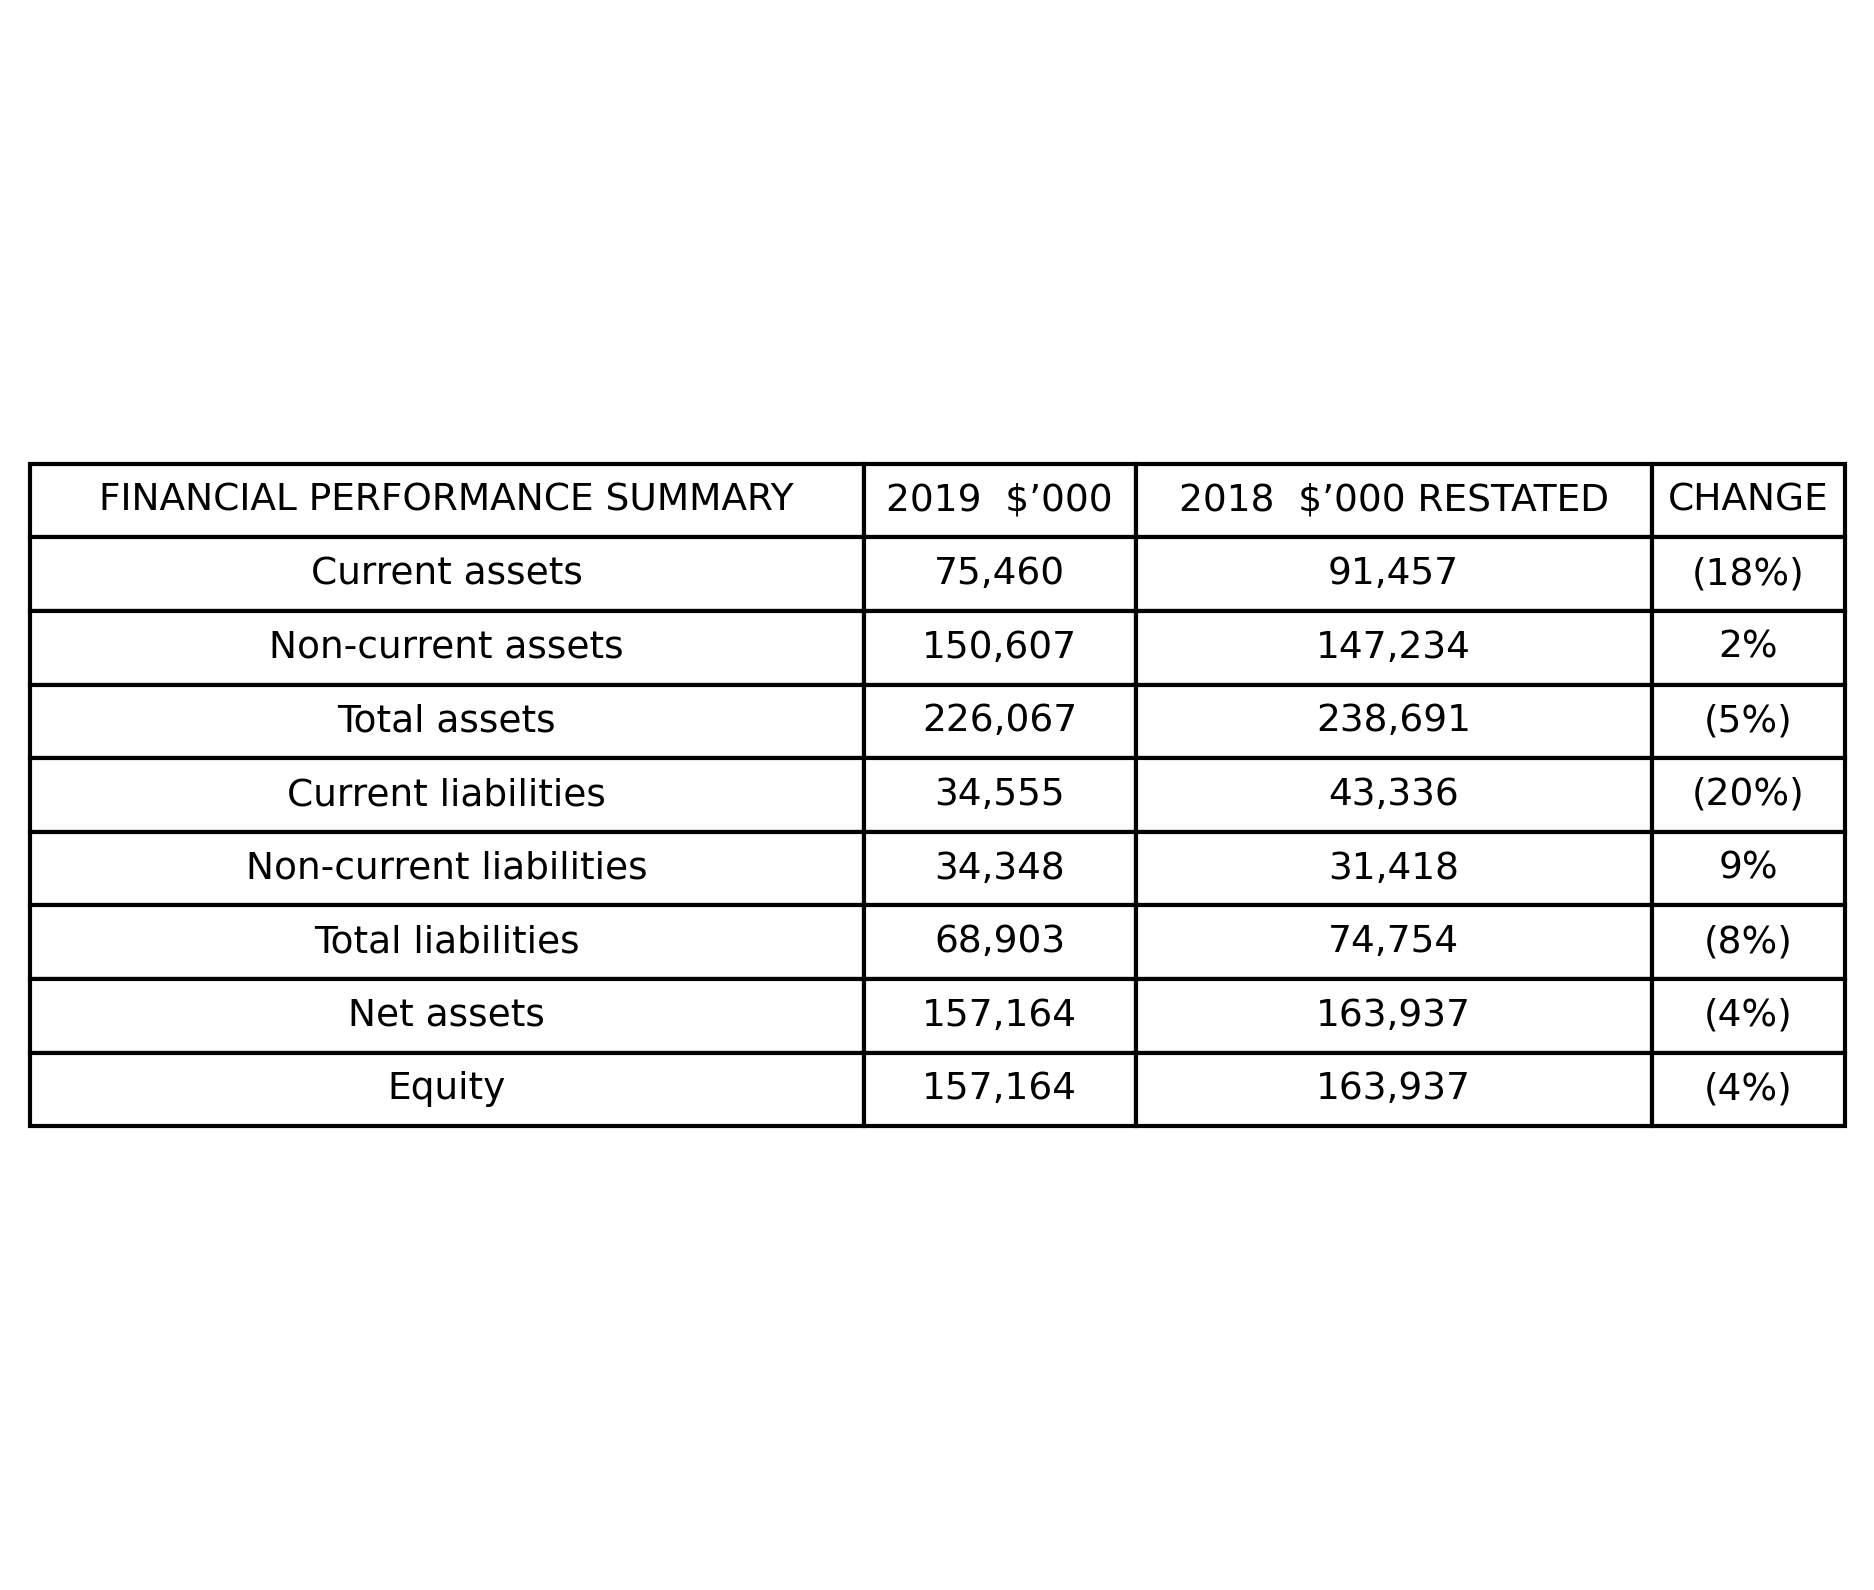 FINANCIAL PERFORMANCE SUMMARY 2019  $’000 2018  $’000 RESTATED CHANGE
Current assets 75,460 91,457 (18%)
Non-current assets 150,607 147,234 2%
Total assets 226,067 238,691 (5%)
Current liabilities 34,555 43,336 (20%)
Non-current liabilities 34,348 31,418 9%
Total liabilities 68,903 74,754 (8%)
Net assets 157,164 163,937 (4%)
Equity 157,164 163,937 (4%)